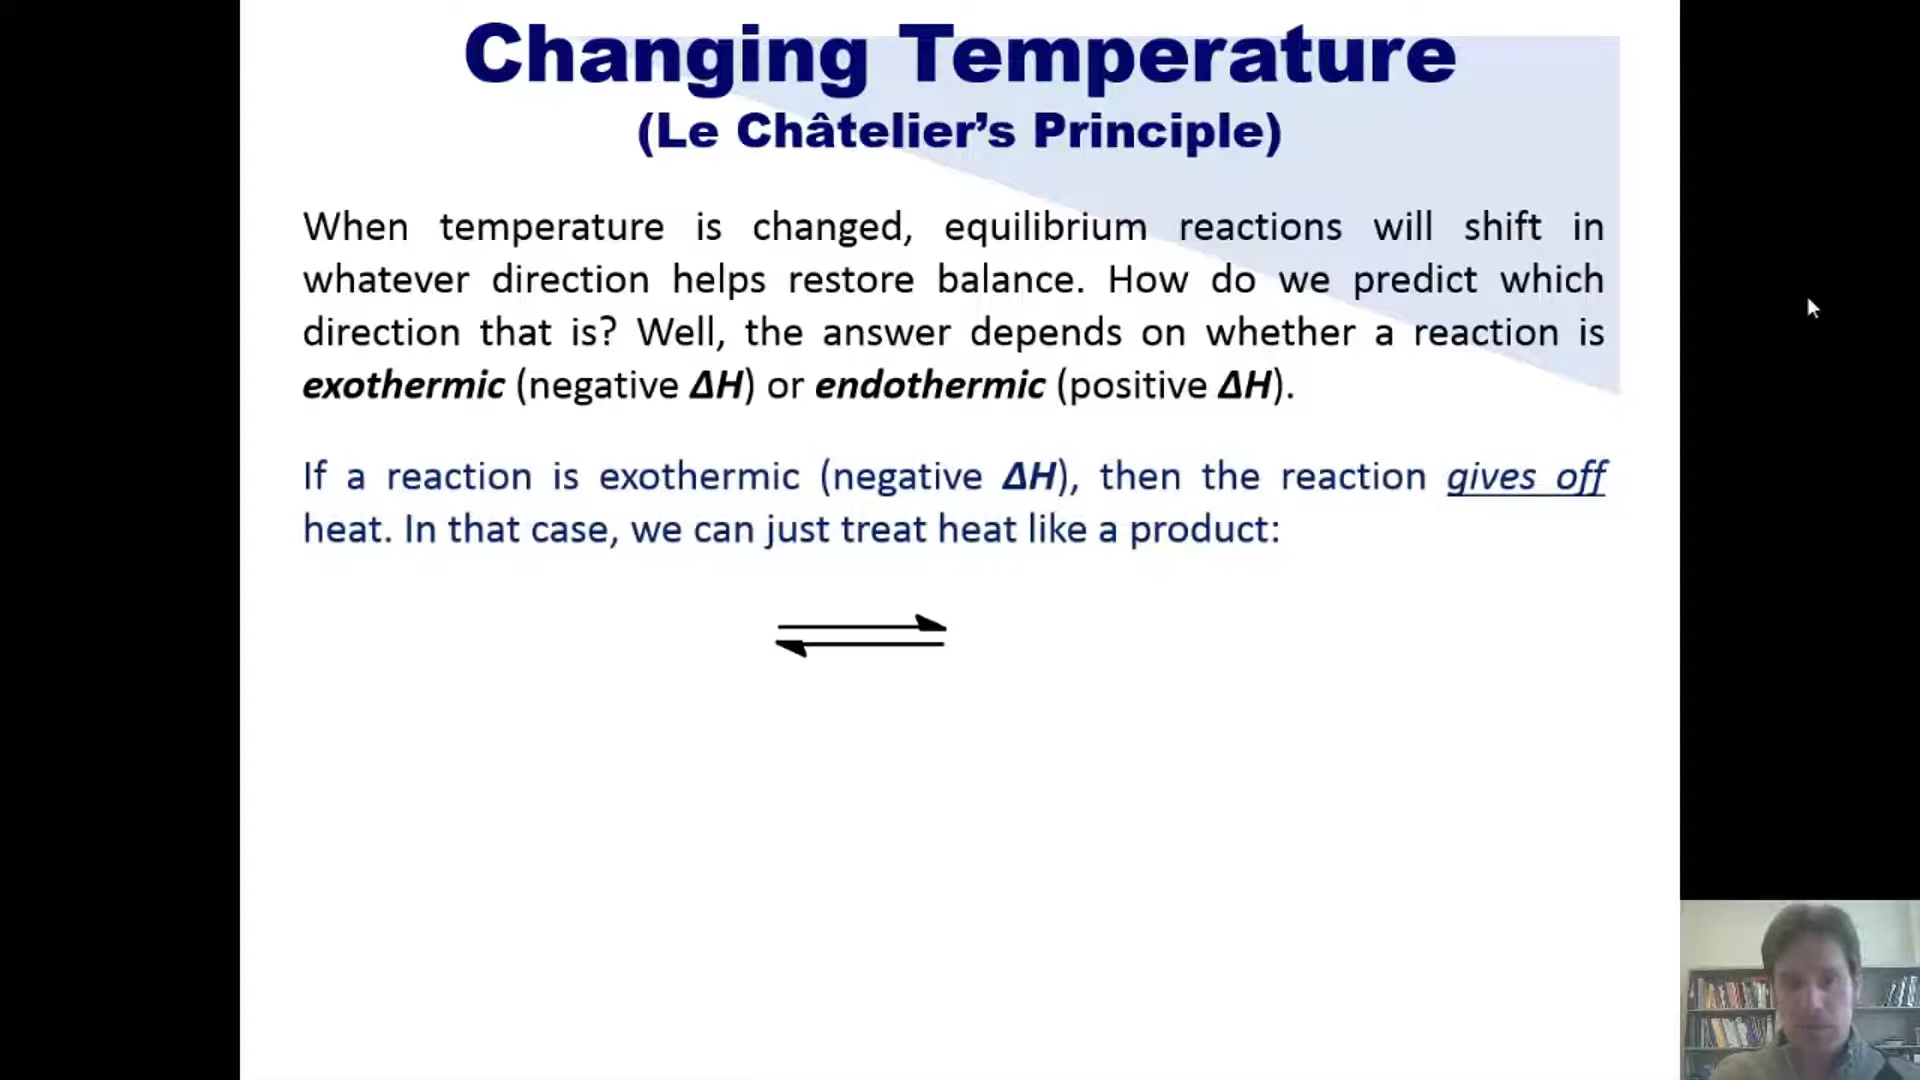 Changing Temperature
(Le Châtelier’s Principle)
When temperature is changed, equilibrium reactions will shift in
whatever direction helps restore balance. How do we predict which
direction that is? Well, the answer depends on whether a reaction is
exothermic (negative ΔH) or endothermic (positive ΔH).
If a reaction is exothermic (negative ΔH), then the reaction gives off
heat. In that case, we can just treat heat like a product: